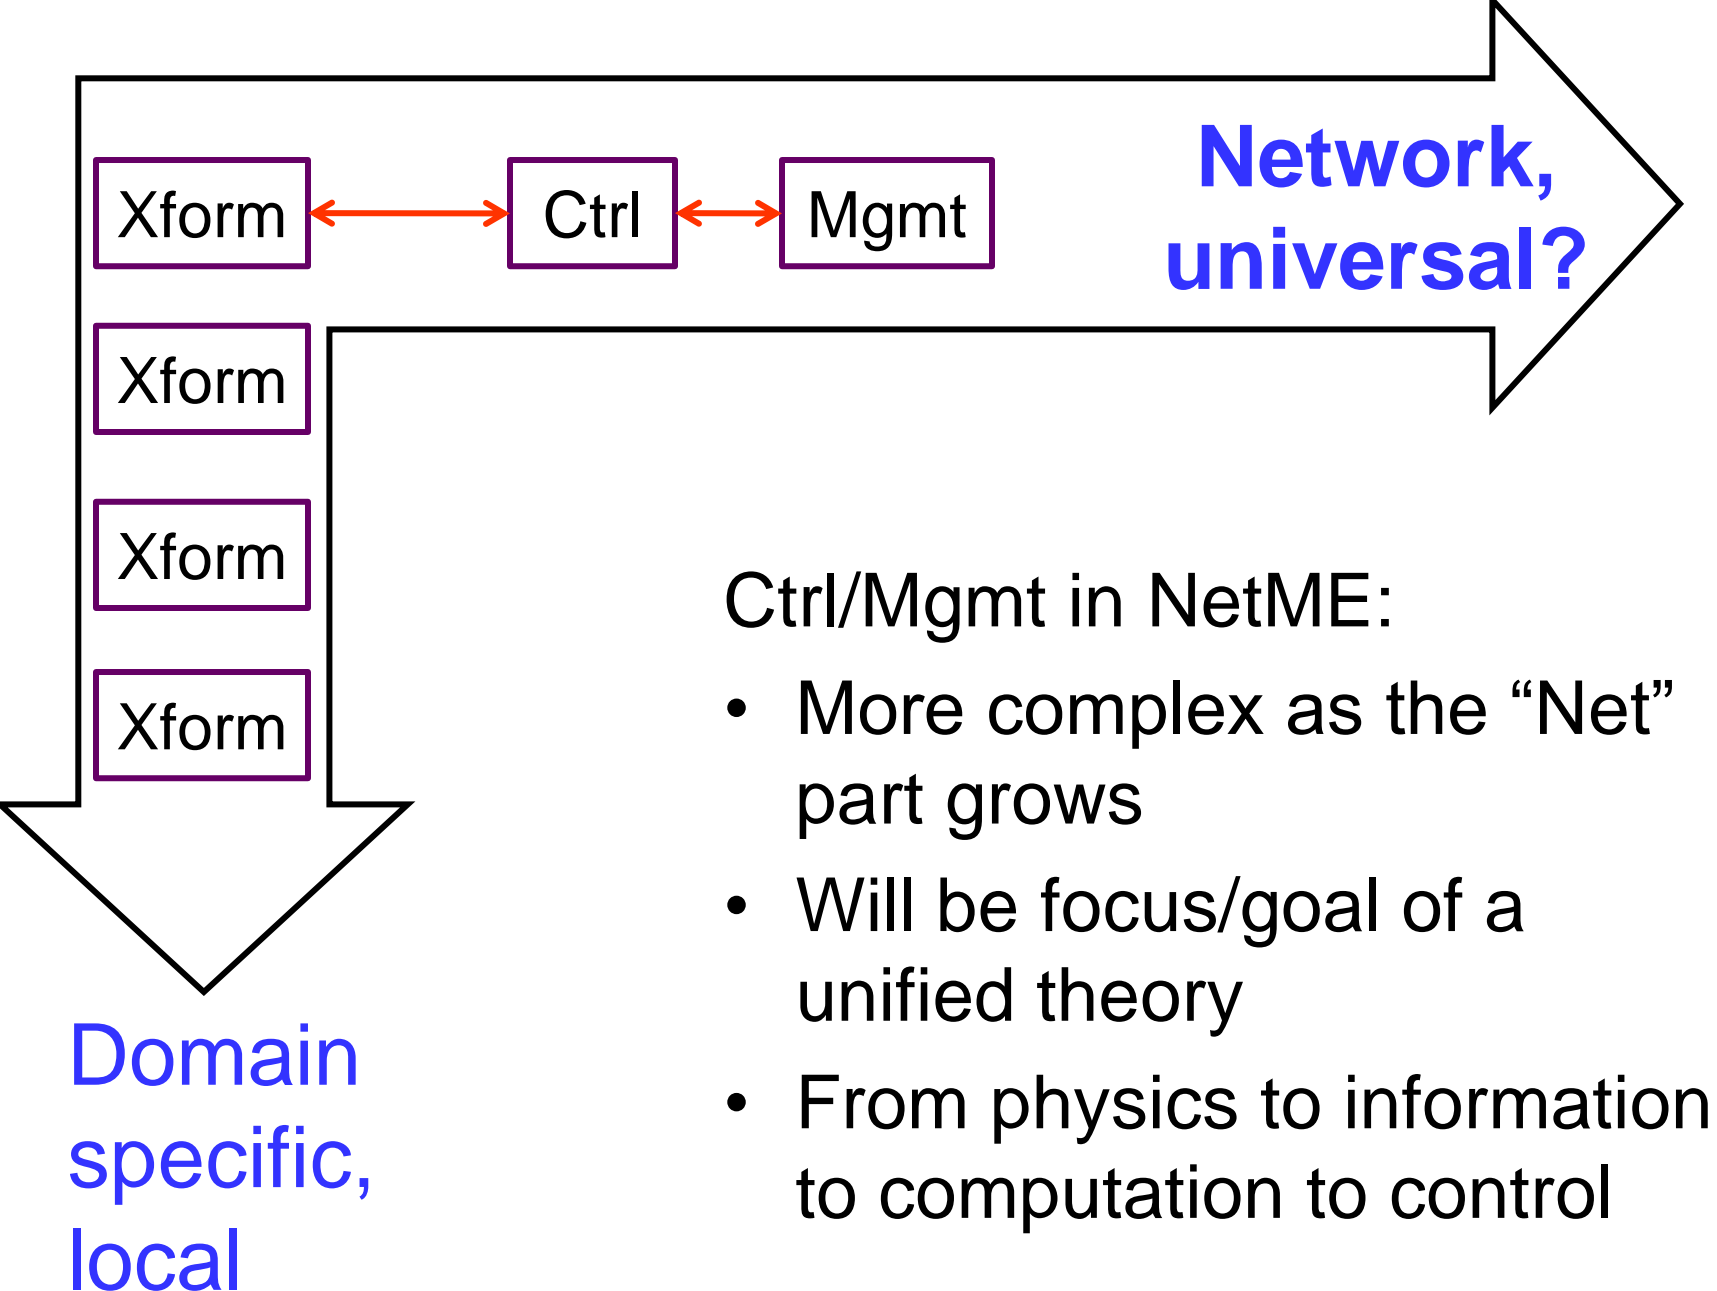 Xform Ctrl Mgmt
Network,
universal?
Xform
Xform
Xform
Domain
specific,
local
Ctrl/Mgmt in NetME:
• More complex as the “Net”
part grows
• Will be focus/goal of a
unified theory
• From physics to information
to computation to control